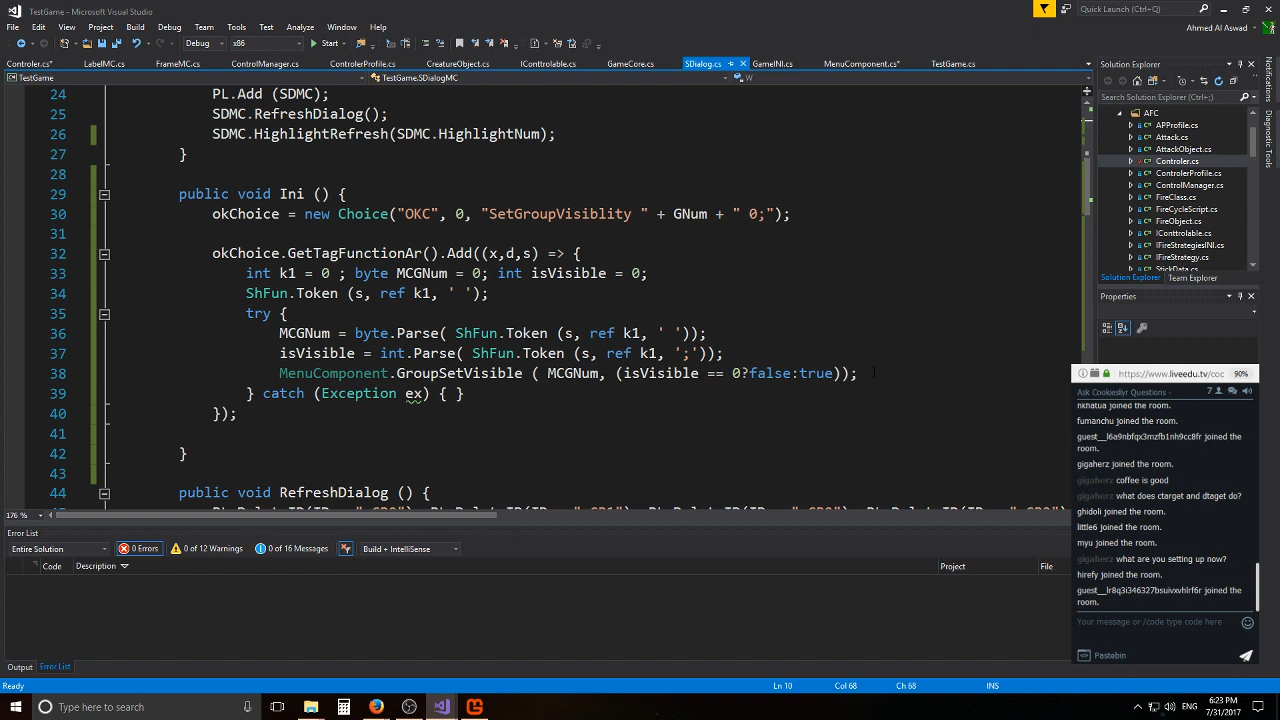 TestGame - Microsoft Visual Studio
Quick Launch (Ctrl+;)
File Edit View Project Build Debug Team Tools Test Analyze Window Help
Ahmed Al Aswad
Debug x86 Start
Controler.cs* LabelMC.cs FrameMC.cs ControlManager.cs ControlerProfile.cs CreatureObject.cs IConttrolable.cs GameCore.cs SDialog.cs GameINI.cs MenuComponent.cs* TestGame.cs
TestGame TestGame.SDialogMC W
24 PL.Add (SDMC);
25 SDMC.RefreshDialog();
26 SDMC.HighlightRefresh(SDMC.HighlightNum);
27 }
28
29 public void Ini () {
30 okChoice = new Choice("OKC", 0, "SetGroupVisiblity " + GNum + " 0;");
31
32 okChoice.GetTagFunctionAr().Add((x,d,s) => {
33 int k1 = 0 ; byte MCGNum = 0; int isVisible = 0;
34 ShFun.Token (s, ref k1, ' ');
35 try {
36 MCGNum = byte.Parse( ShFun.Token (s, ref k1, ' '));
37 isVisible = int.Parse( ShFun.Token (s, ref k1, ';'));
38 MenuComponent.GroupSetVisible ( MCGNum, (isVisible == 0?false:true));
39 } catch (Exception ex) { }
40 });
41
42 }
43
44 public void RefreshDialog () {
176 %
Solution Explorer
Search Solution Explorer (Ctrl+;)
AFC
APProfile.cs
Attack.cs
AttackObject.cs
Controler.cs
ControlerProfile.cs
ControlManager.cs
FireClass.cs
FireCycleScript.cs
FireObject.cs
IConttrolable.cs
IFireStrategiesINI.cs
IFireStrategy.cs
StickData.cs
Solution Explorer Team Explorer
Properties
Notifications
Diagnostic Tools
https://www.liveedu.tv/coc 90%
Ask Cookieslyr Questions 7
nkhatua joined the room.
fumanchu joined the room.
guest__l6a9nbfqx3mzfb1nh9cc8fr joined the
room.
gigaherz joined the room.
gigaherz coffee is good
gigaherz what does ctarget and dtaget do?
ghidoli joined the room.
little6 joined the room.
myu joined the room.
gigaherz what are you setting up now?
hirefy joined the room.
guest__lr8q3i346327bsuivxvhlrf6r joined the
room.
Your message or /code type code here
Pastebin
Error List
Entire Solution 0 Errors 0 of 12 Warnings 0 of 16 Messages Build + IntelliSense
Code Description Project File
Output Error List
Ready Ln 10 Col 68 Ch 68 INS
Type here to search
ENG
6:23 PM
7/31/2017